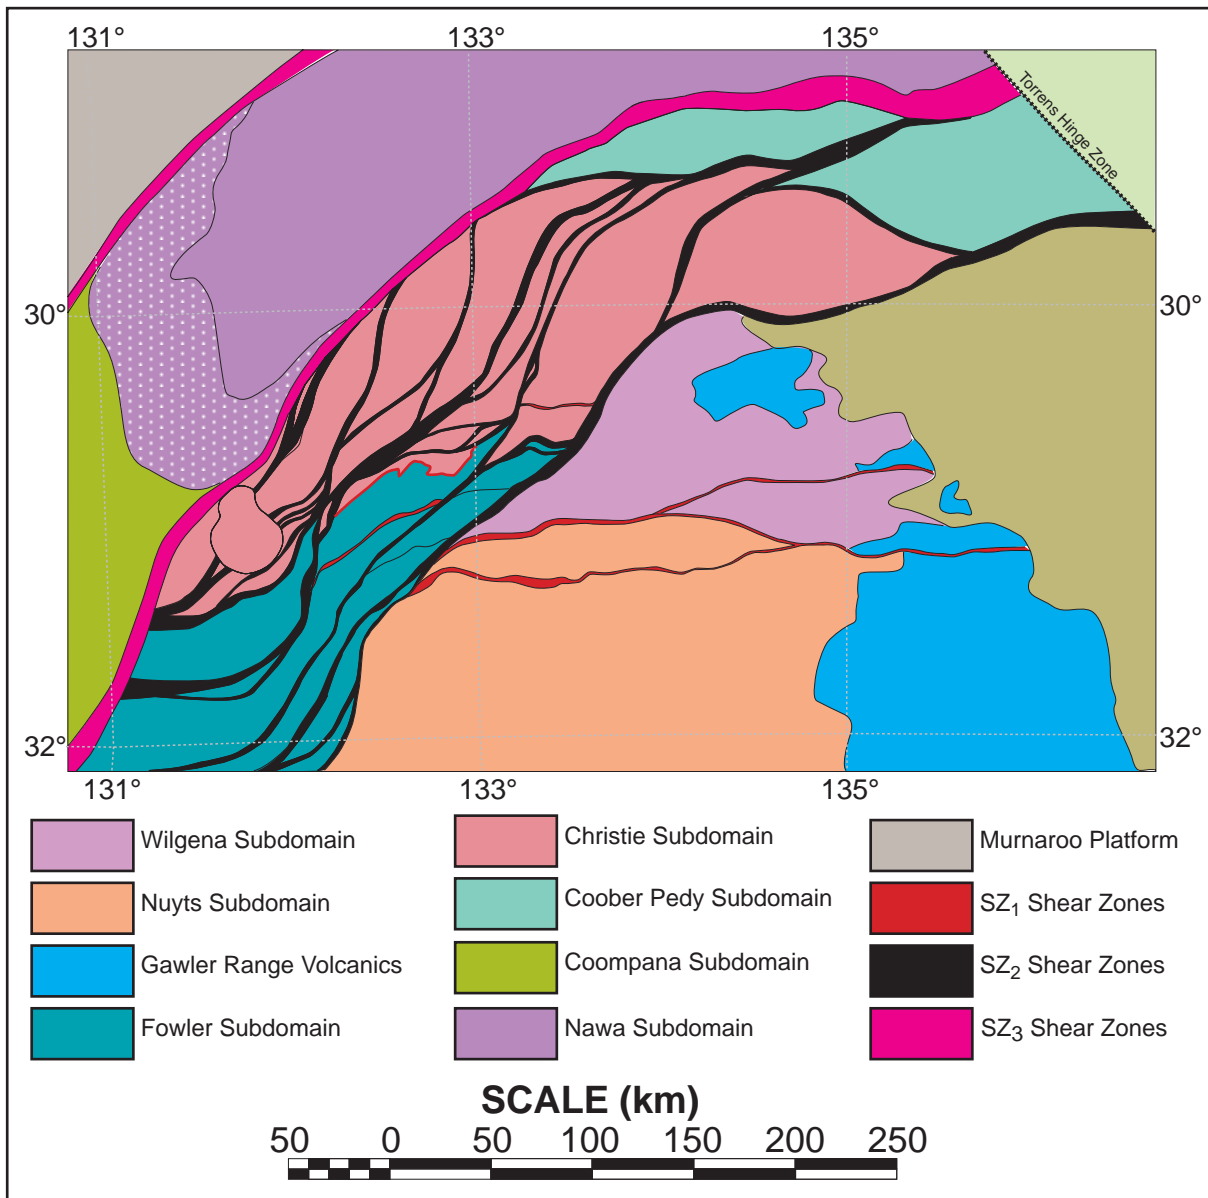 131° 133° 135°
Torrens Hinge Zone
30° 30°
32° 32°
131° 133° 135°
Wilgena Subdomain
Christie Subdomain
Murnaroo Platform
Nuyts Subdomain
Coober Pedy Subdomain
SZ1 Shear Zones
Gawler Range Volcanics
Coompana Subdomain
SZ2 Shear Zones
Fowler Subdomain
Nawa Subdomain
SZ3 Shear Zones
SCALE (km)
50 0 50 100 150 200 250